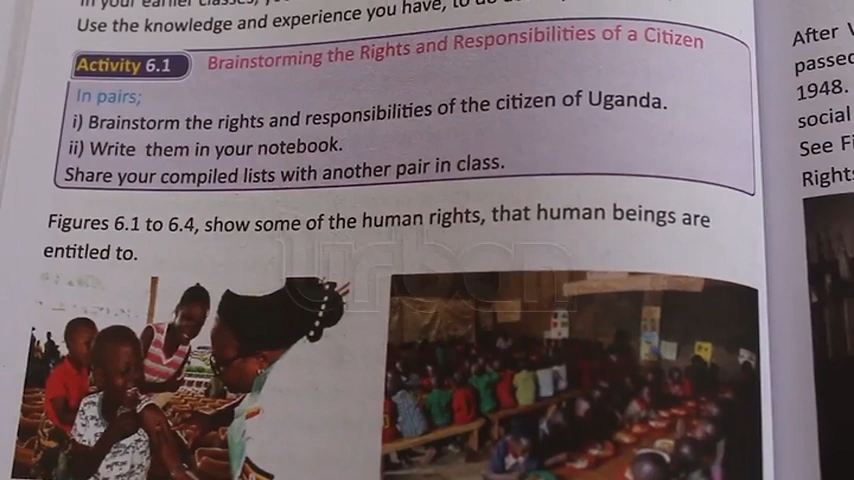 Use the knowledge and experience you have, to do
Activity 6.1 Brainstorming the Rights and Responsibilities of a Citizen
In pairs;
i) Brainstorm the rights and responsibilities of the citizen of Uganda.
ii) Write them in your notebook.
Share your compiled lists with another pair in class.
Figures 6.1 to 6.4, show some of the human rights, that human beings are
entitled to.
urban
After
passed
1948.
social
See
Rights